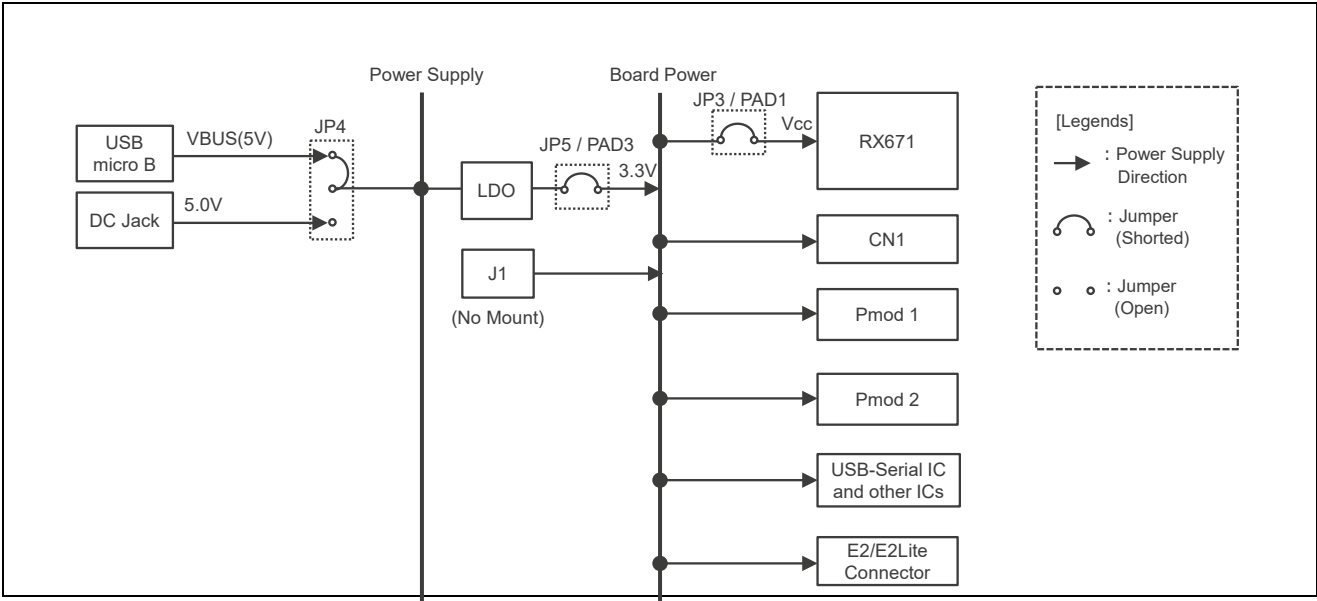 Power Supply
Board Power
USB
micro B
VBUS(5V)
JP4
DC Jack
5.0V
LDO
JP5 / PAD3
3.3V
J1
(No Mount)
JP3 / PAD1
Vcc
RX671
CN1
Pmod 1
Pmod 2
USB-Serial IC
and other ICs
E2/E2Lite
Connector
[Legends]
: Power Supply
Direction
: Jumper
(Shorted)
: Jumper
(Open)